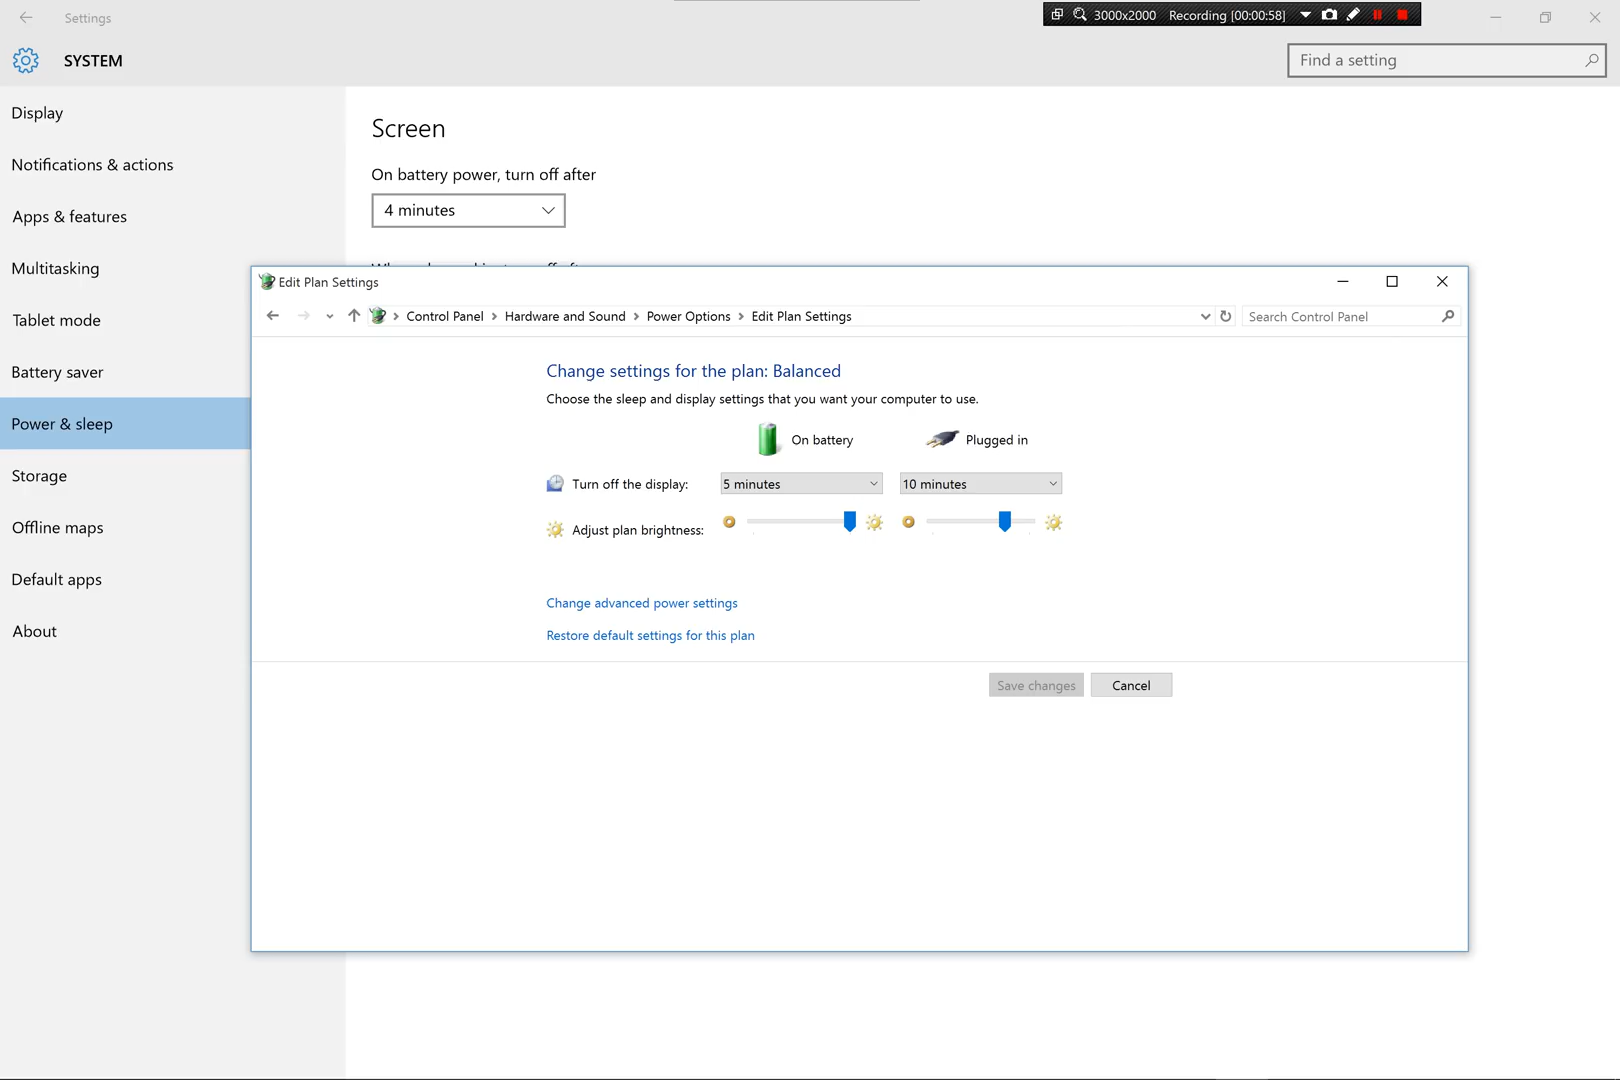 Settings
3000x2000 Recording [00:00:58]
SYSTEM
Find a setting
Display
Notifications & actions
Apps & features
Multitasking
Tablet mode
Battery saver
Power & sleep
Storage
Offline maps
Default apps
About
Screen
On battery power, turn off after
4 minutes
Edit Plan Settings
Control Panel > Hardware and Sound > Power Options > Edit Plan Settings
Search Control Panel
Change settings for the plan: Balanced
Choose the sleep and display settings that you want your computer to use.
On battery
Plugged in
Turn off the display: 5 minutes 10 minutes
Adjust plan brightness:
Change advanced power settings
Restore default settings for this plan
Save changes
Cancel